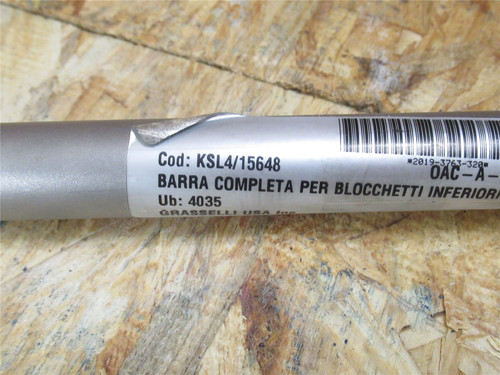 *2019-3763-320*
OAC-A-
Cod: KSL4/15648
BARRA COMPLETA PER BLOCCHETTI INFERIORI
Ub: 4035
GRASSELLI USA Inc